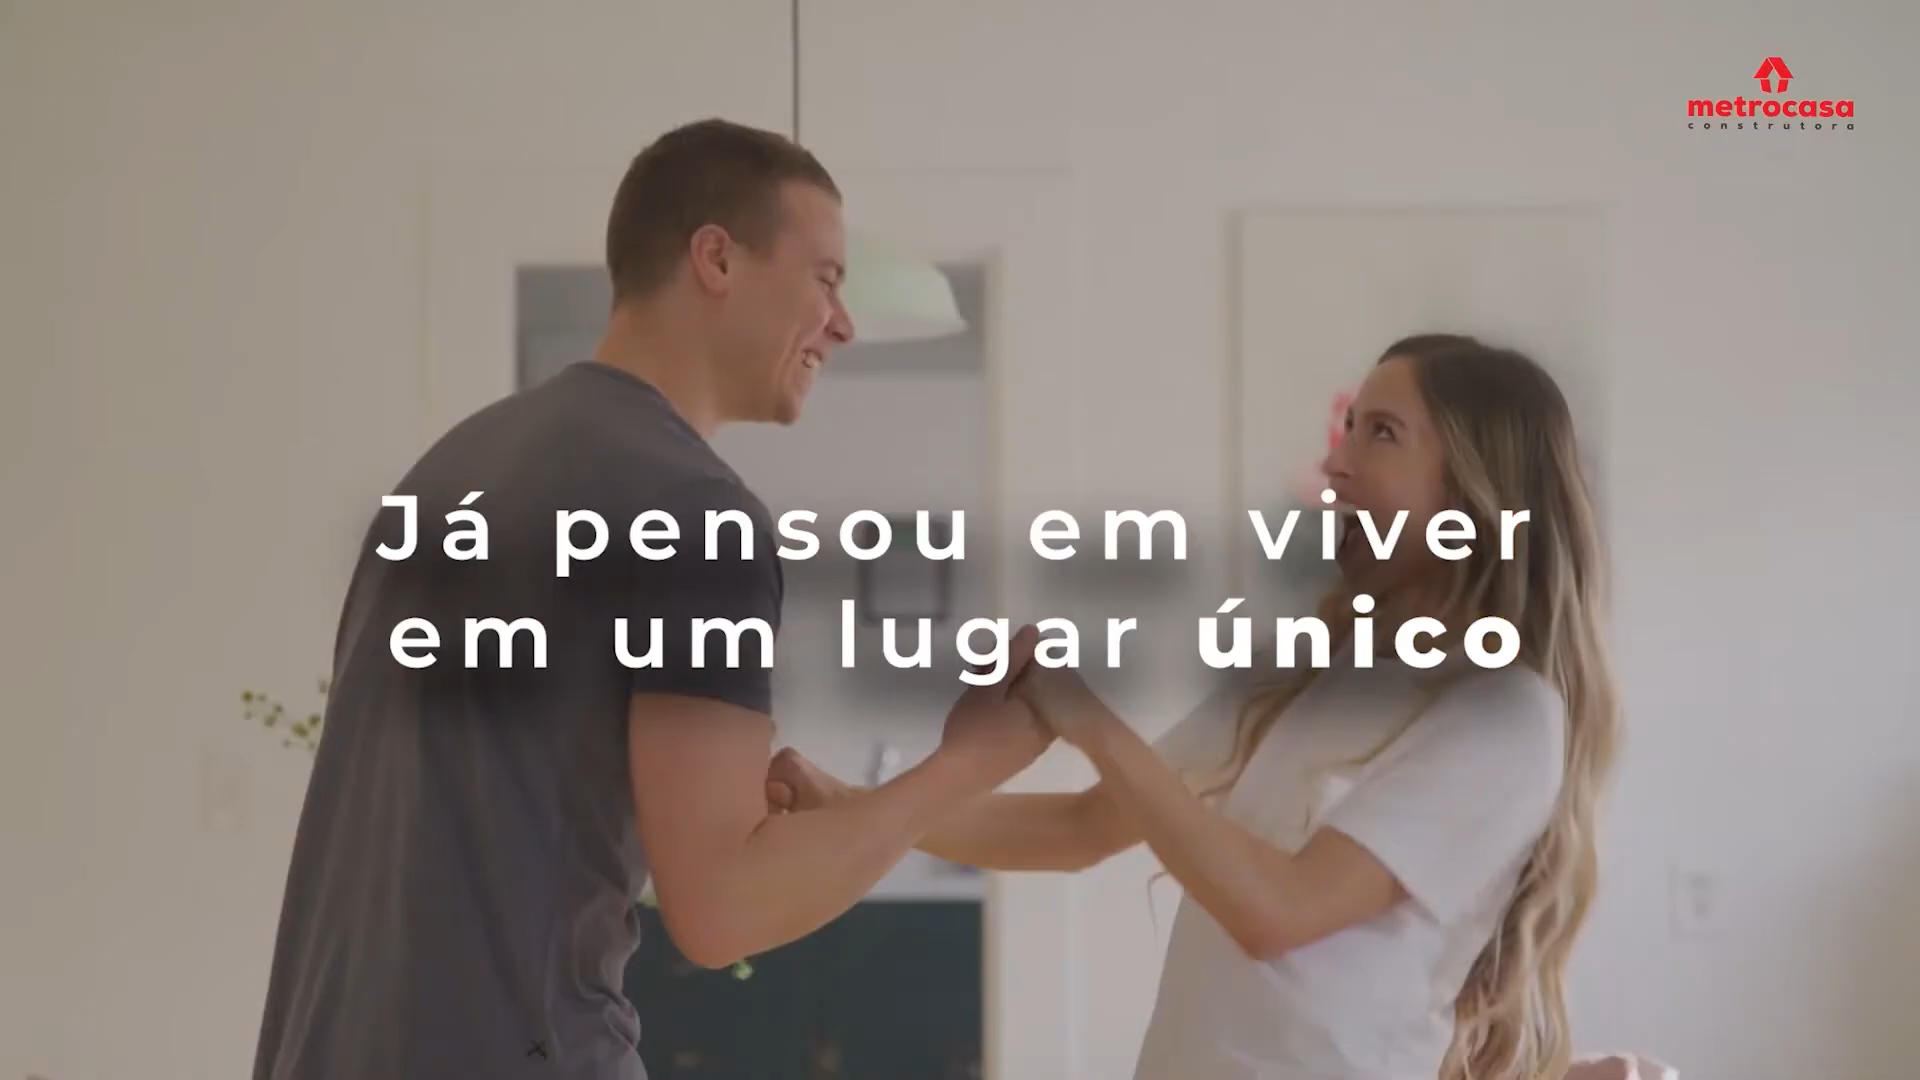 metrocasa
construtora
Já pensou em viver
em um lugar único